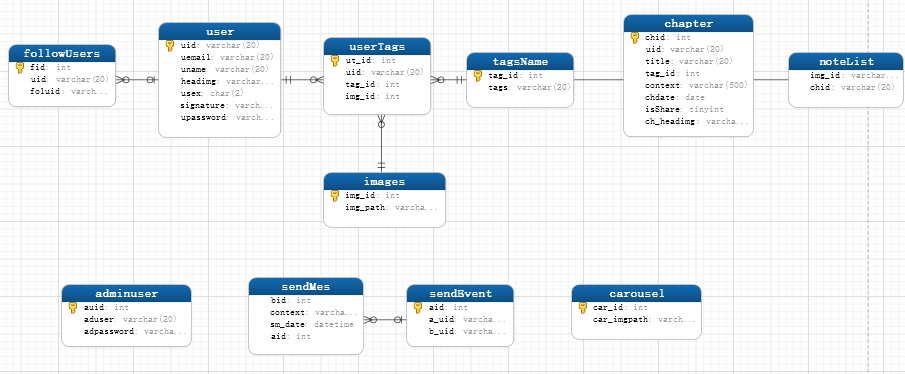 followUsers
fid: int
uid: varchar(20)
foluid: varch...
user
uid: varchar(20)
uemail: varchar(20)
uname: varchar(20)
headimg: varchar...
usex: char(2)
signature: varch...
upassword: varch...
userTags
ut_id: int
uid: varchar(20)
tag_id: int
img_id: int
tagsName
tag_id: int
tags: varchar(20)
chapter
chid: int
uid: varchar(20)
title: varchar(20)
tag_id: int
context: varchar(500)
chdate: date
isShare: tinyint
ch_headimg: varcha...
noteList
img_id: varchar...
chid: varchar(20)
images
img_id: int
img_path: varcha...
adminuser
auid: int
aduser: varchar(20)
adpassword: varcha...
sendMes
bid: int
context: varcha...
sm_date: datetime
aid: int
sendEvent
aid: int
a_uid: varcha...
b_uid: varcha...
carousel
car_id: int
car_imgpath: varch...